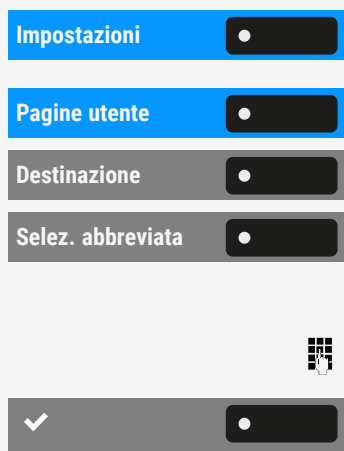 Impostazioni
Pagine utente
Destinazione
Selez. abbreviata